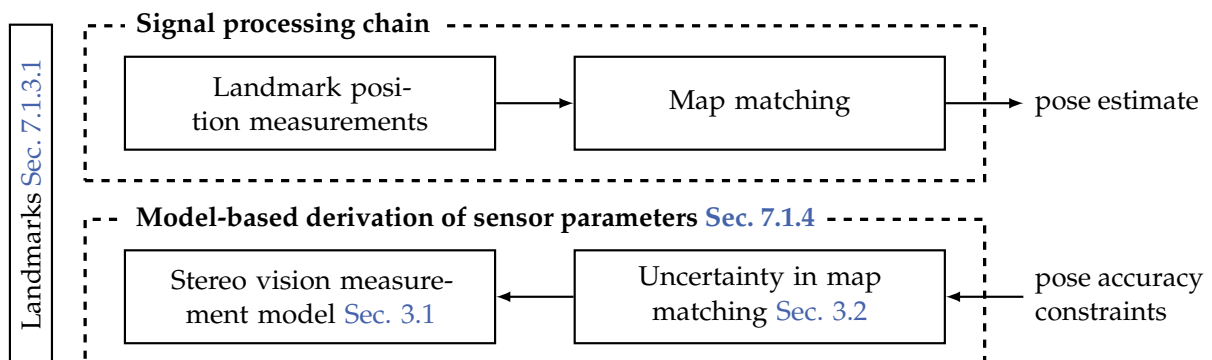 Landmarks Sec. 7.1.3.1
Signal processing chain
Landmark posi-
tion measurements
Map matching
pose estimate
Model-based derivation of sensor parameters Sec. 7.1.4
Stereo vision measure-
ment model Sec. 3.1
Uncertainty in map
matching Sec. 3.2
pose accuracy
constraints